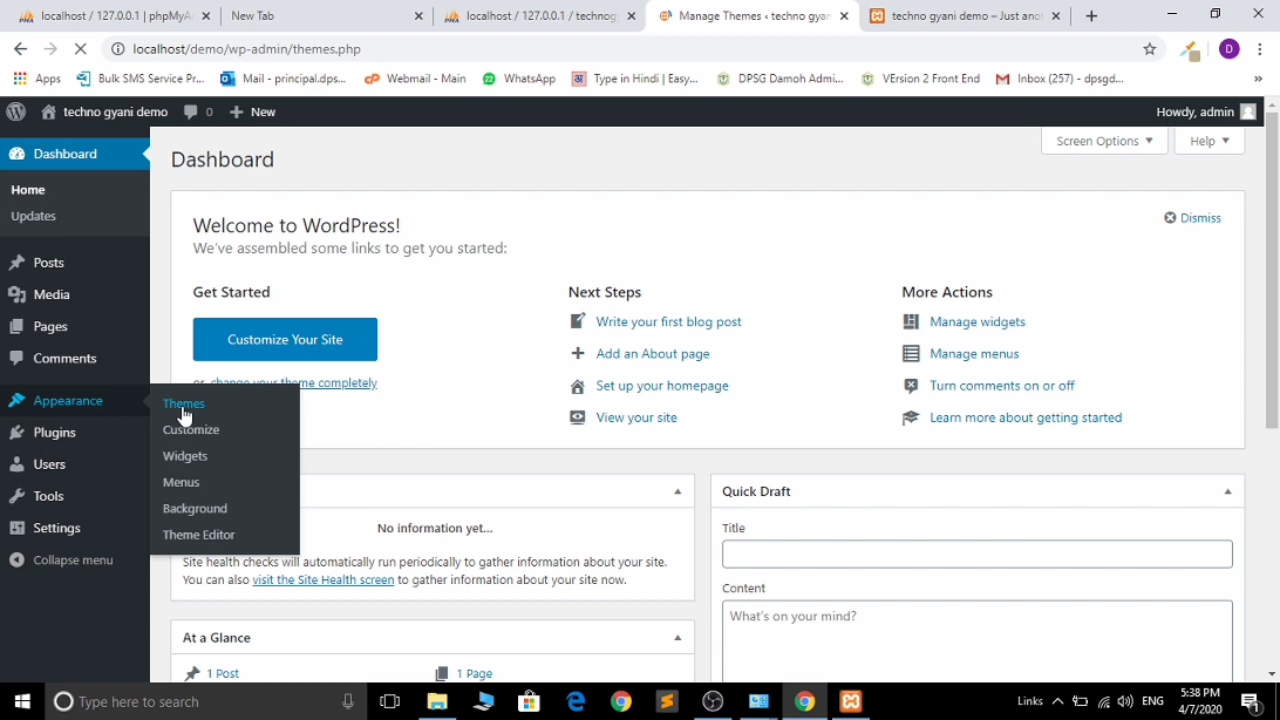 localhost / 127.0.0.1 | phpMyA
New Tab
localhost / 127.0.0.1 / technog
Manage Themes ‹ techno gyan
techno gyani demo – Just anot
localhost/demo/wp-admin/themes.php
D
Apps
Bulk SMS Service Pr...
Mail - principal.dps...
Webmail - Main
WhatsApp
Type in Hindi | Easy...
DPSG Damoh Admi...
VErsion 2 Front End
Inbox (257) - dpsgd...
»
techno gyani demo
0
New
Howdy, admin
Dashboard
Home
Updates
Posts
Media
Pages
Comments
Appearance
Plugins
Users
Tools
Settings
Collapse menu
Themes
Customize
Widgets
Menus
Background
Theme Editor
Screen Options
Help
Dashboard
Welcome to WordPress!
Dismiss
We've assembled some links to get you started:
Get Started
Customize Your Site
or, change your theme completely
Next Steps
Write your first blog post
Add an About page
Set up your homepage
View your site
More Actions
Manage widgets
Manage menus
Turn comments on or off
Learn more about getting started
No information yet...
Site health checks will automatically run periodically to gather information about your site.
You can also visit the Site Health screen to gather information about your site now.
At a Glance
1 Post
1 Page
Quick Draft
Title
Content
What's on your mind?
Type here to search
Links
ENG
5:38 PM
4/7/2020
1